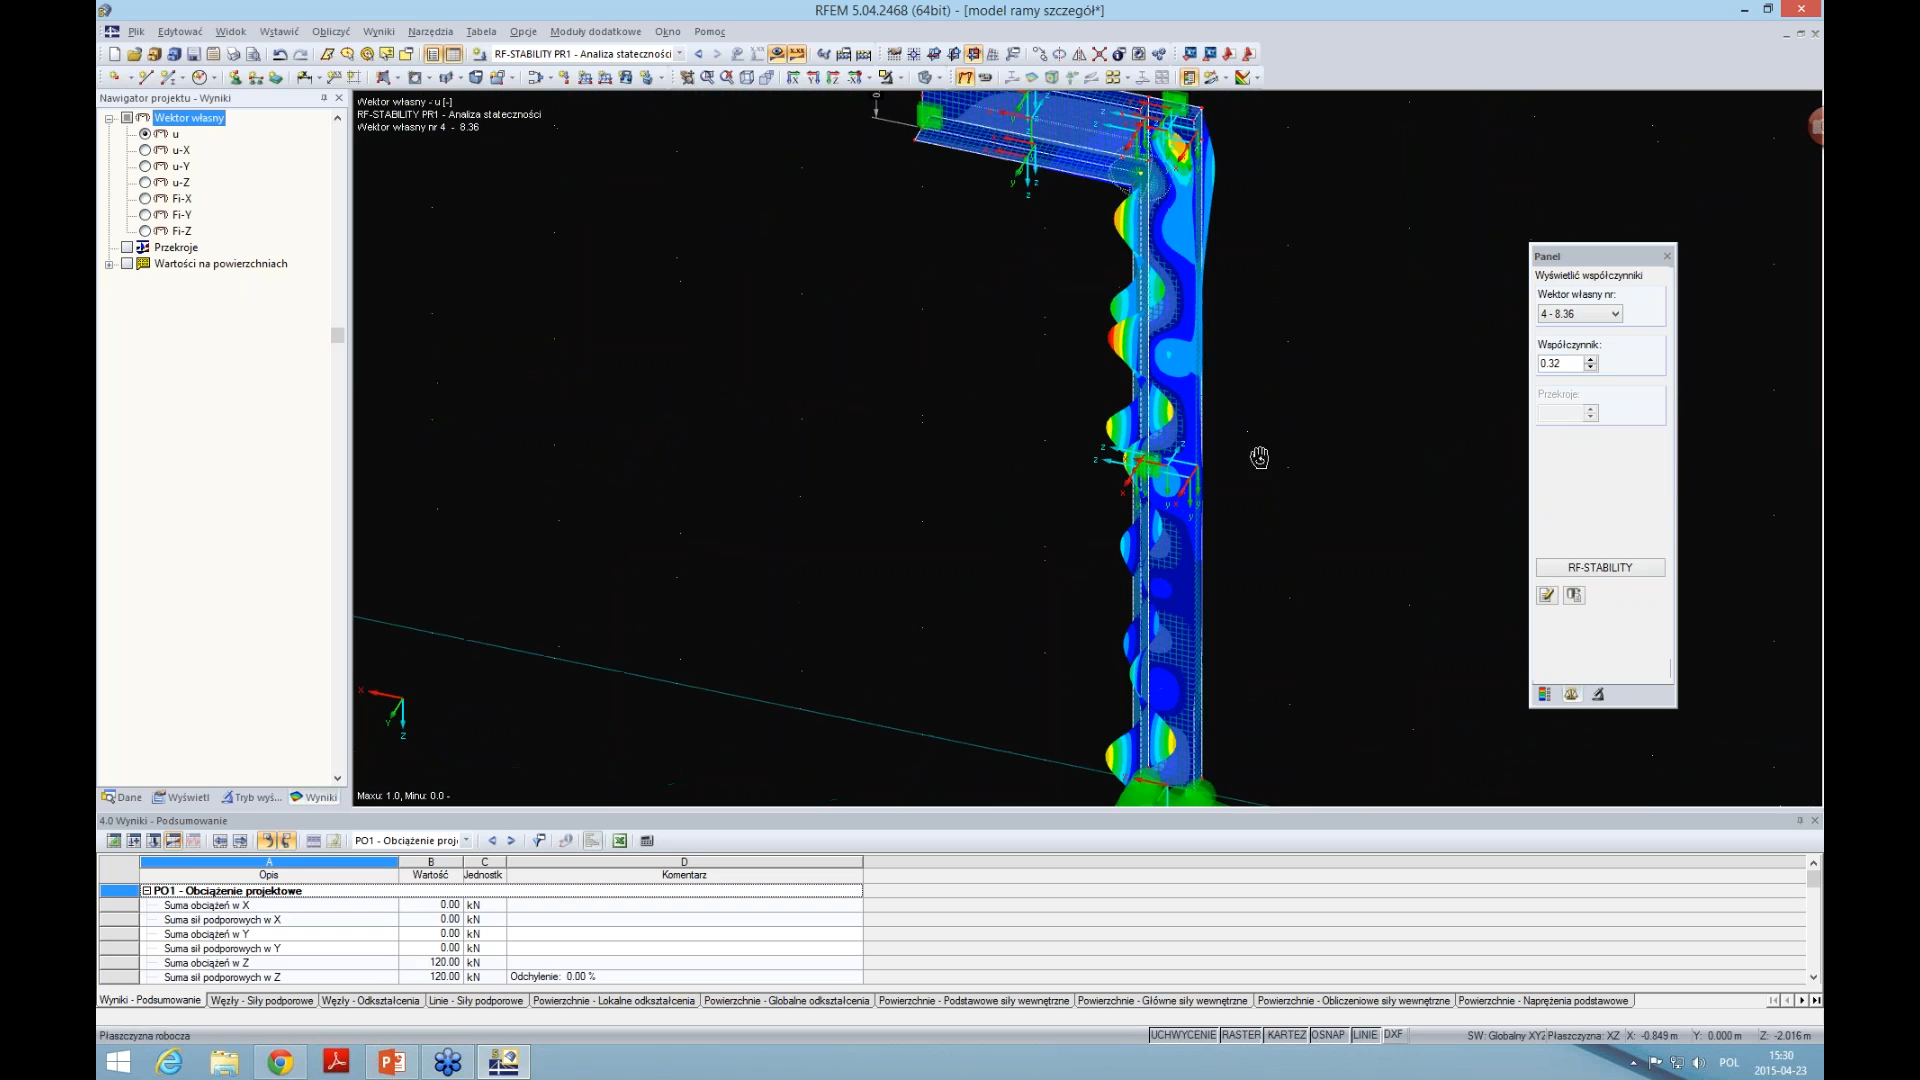 RFEM 5.04.2468 (64bit) - [model ramy szczegół*]
Plik Edytować Widok Wstawić Obliczyć Wyniki Narzędzia Tabela Opcje Moduły dodatkowe Okno Pomoc
RF-STABILITY PR1 - Analiza stateczności
Nawigator projektu - Wyniki
Wektor własny
u
u-X
u-Y
u-Z
Fi-X
Fi-Y
Fi-Z
Przekroje
Wartości na powierzchniach
Wektor własny - u [-]
RF-STABILITY PR1 - Analiza stateczności
Wektor własny nr 4 - 8.36
Panel
Wyświetlić współczynniki
Wektor własny nr:
4 - 8.36
Współczynnik:
0.32
Przekroje:
RF-STABILITY
Maxu: 1.0, Minu: 0.0 -
Dane Wyświetl Tryb wyś... Wyniki
4.0 Wyniki - Podsumowanie
PO1 - Obciążenie proj
A B C D
Opis Wartość Jednostk Komentarz
PO1 - Obciążenie projektowe
Suma obciążeń w X 0.00 kN
Suma sił podporowych w X 0.00 kN
Suma obciążeń w Y 0.00 kN
Suma sił podporowych w Y 0.00 kN
Suma obciążeń w Z 120.00 kN
Suma sił podporowych w Z 120.00 kN Odchylenie: 0.00 %
Wyniki - Podsumowanie Węzły - Siły podporowe Węzły - Odkształcenia Linie - Siły podporowe Powierzchnie - Lokalne odkształcenia Powierzchnie - Globalne odkształcenia Powierzchnie - Podstawowe siły wewnętrzne Powierzchnie - Główne siły wewnętrzne Powierzchnie - Obliczeniowe siły wewnętrzne Powierzchnie - Naprężenia podstawowe
Płaszczyzna robocza
UCHWYCENIE RASTER KARTEZ OSNAP LINIE DXF SW: Globalny XYZ Płaszczyzna: XZ X: -0.849 m Y: 0.000 m Z: -2.016 m
POL
15:30
2015-04-23